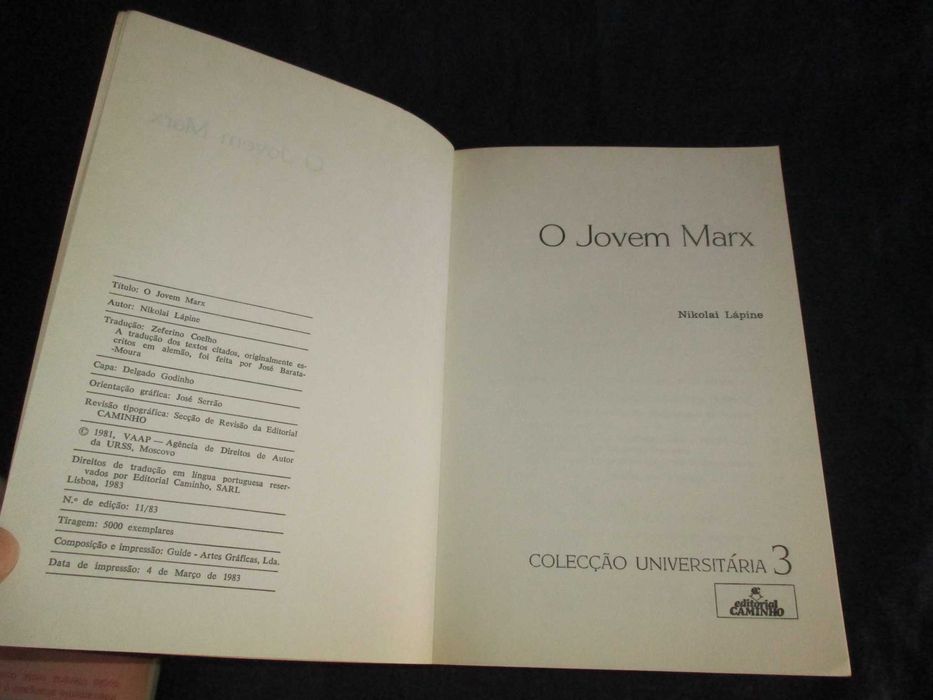 O Jovem Marx
Título: O Jovem Marx
Autor: Nikolai Lápine
Tradução: Zeferino Coelho
A tradução dos textos citados, originalmente es-
critos em alemão, foi feita por José Barata-
-Moura
Capa: Delgado Godinho
Orientação gráfica: José Serrão
Revisão tipográfica: Secção de Revisão da Editorial
CAMINHO
© 1981, VAAP — Agência de Direitos de Autor
da URSS, Moscovo
Direitos de tradução em língua portuguesa reser-
vados por Editorial Caminho, SARL
Lisboa, 1983
N.º de edição: 11/83
Tiragem: 5000 exemplares
Composição e impressão: Guide - Artes Gráficas, Lda.
Data de impressão: 4 de Março de 1983
O Jovem Marx
Nikolai Lápine
COLECÇÃO UNIVERSITÁRIA 3
editorial
CAMINHO